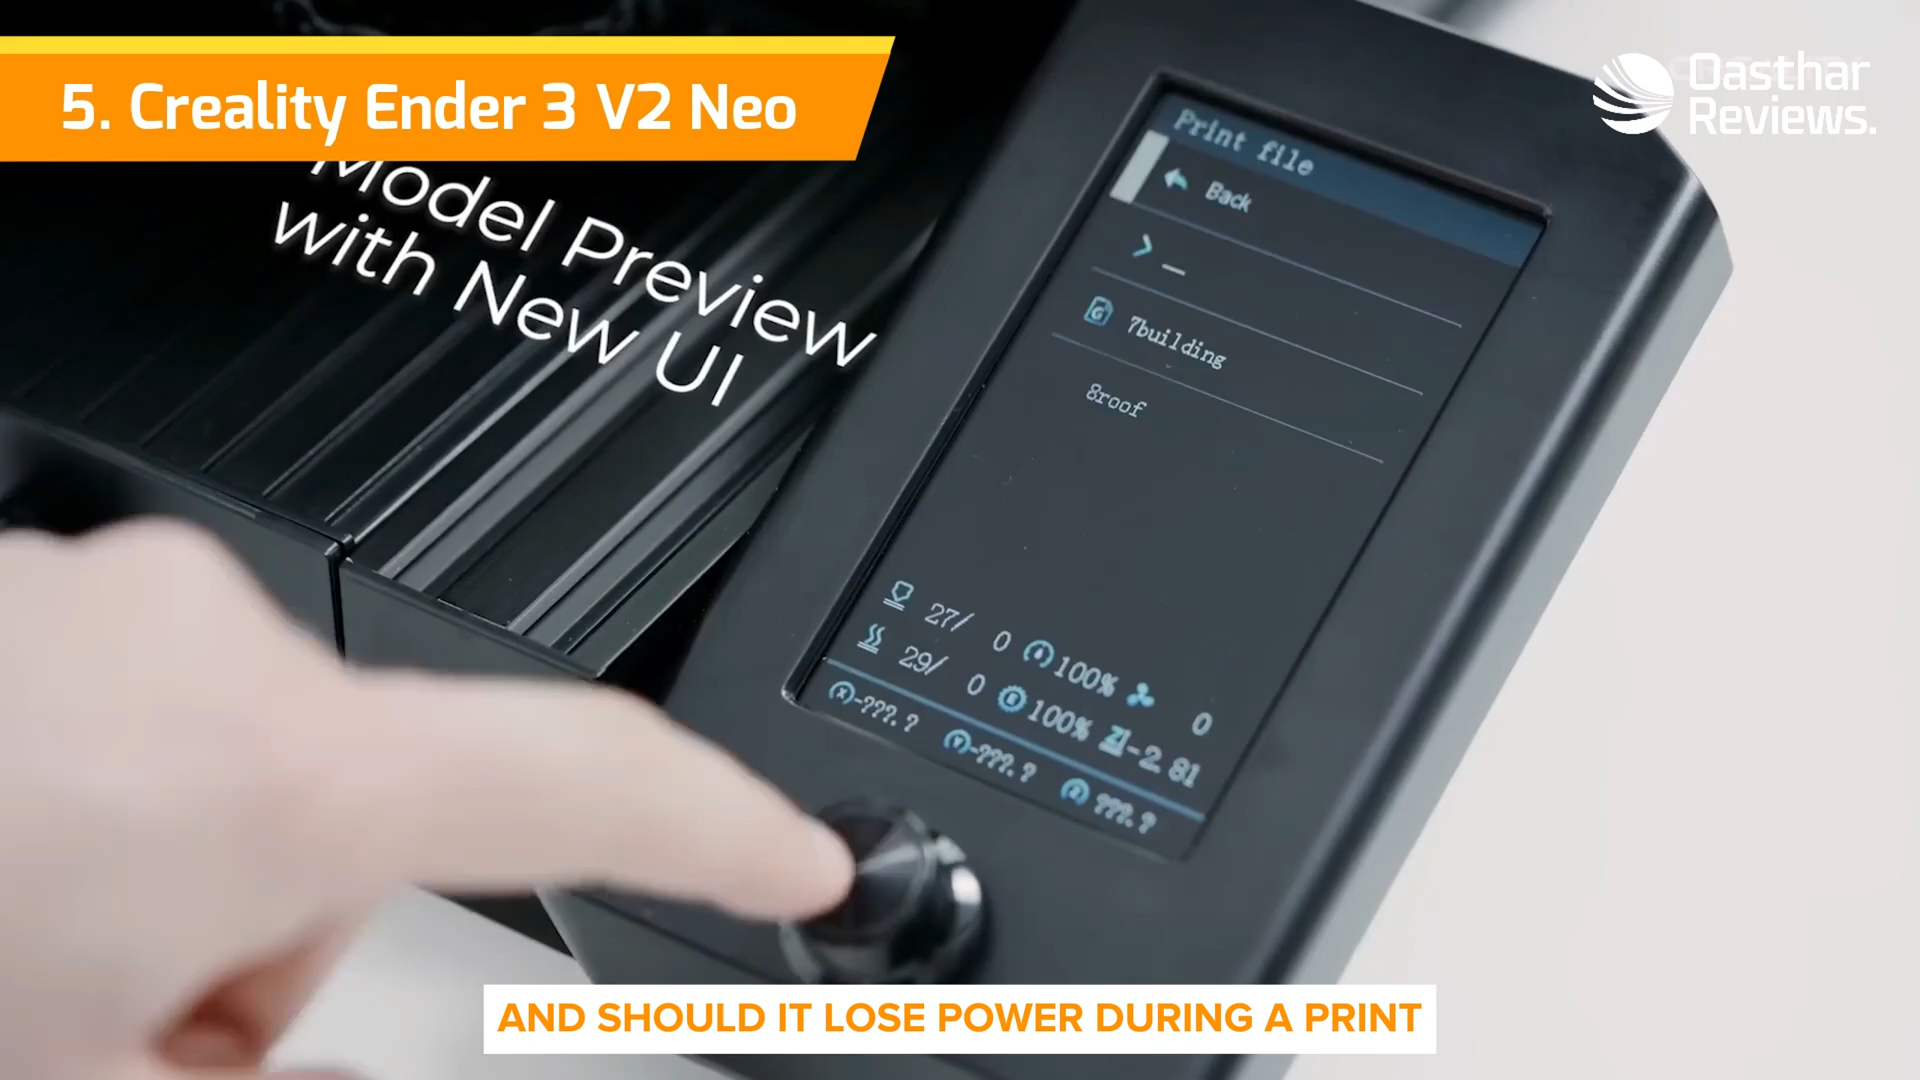 5. Creality Ender 3 V2 Neo
Oasthar
Reviews.
Model Preview
with New UI
Print file
Back
7building
8roof
27/ 0 100% 0
29/ 0 100% -2.81
X -???.? Y -???.? Z ???.?
AND SHOULD IT LOSE POWER DURING A PRINT